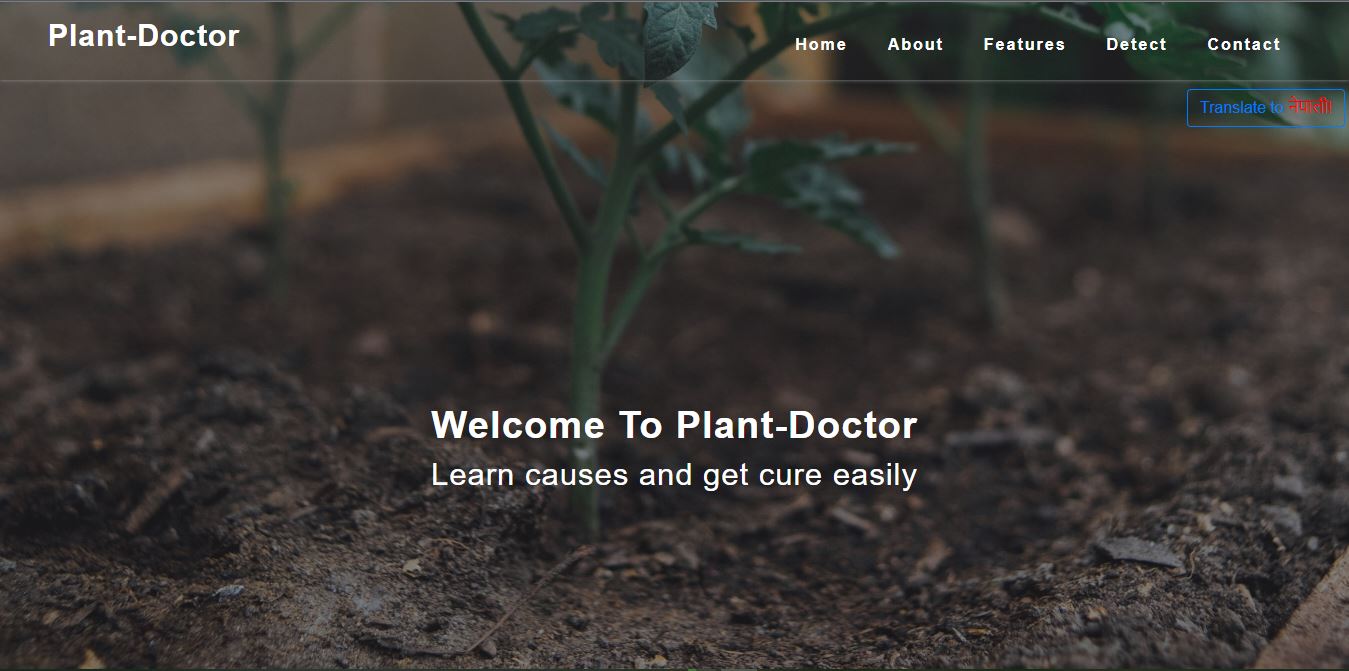 Plant-Doctor
Home About Features Detect Contact
Translate to नेपाली!
Welcome To Plant-Doctor
Learn causes and get cure easily